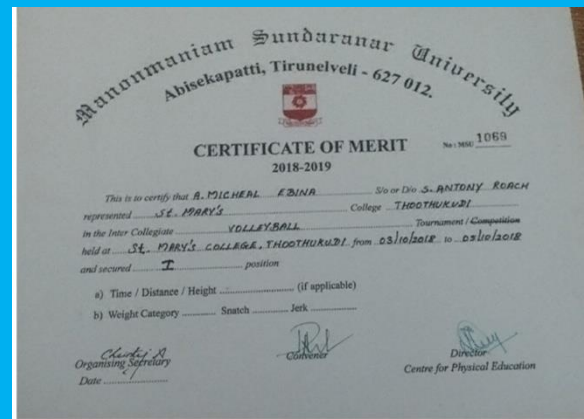 Manonmaniam Sundaranar University
Abisekapatti, Tirunelveli - 627 012.
CERTIFICATE OF MERIT
No : MSU 1069
2018-2019
This is to certify that A. MICHEAL EBINA S/o or D/o S. ANTONY ROACH
represented St. MARY'S College THOOTHUKUDI
in the Inter Collegiate VOLLEYBALL Tournament / Competition
held at St. MARY'S COLLEGE, THOOTHUKUDI from 03/10/2018 to 05/10/2018
and secured I position
a) Time / Distance / Height (if applicable)
b) Weight Category Snatch Jerk
Organising Secretary
Convener
Director
Date
Centre for Physical Education